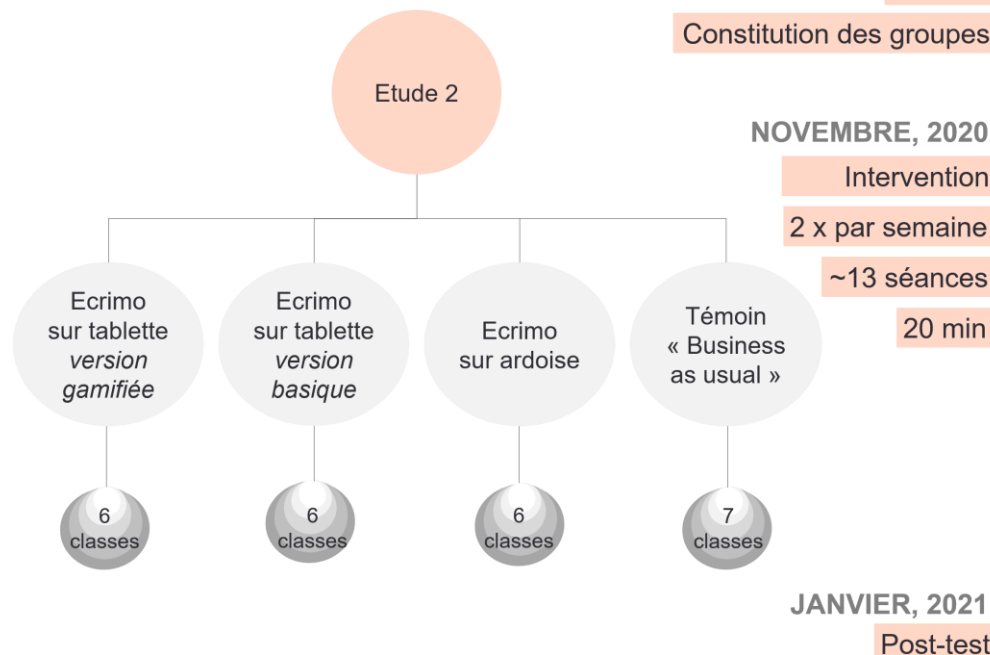 Constitution des groupes
Etude 2
NOVEMBRE, 2020
Intervention
2 x par semaine
~13 séances
20 min
Ecrimo
sur tablette
version
gamifiée
Ecrimo
sur tablette
version
basique
Ecrimo
sur ardoise
Témoin
« Business
as usual »
6
classes
6
classes
6
classes
7
classes
JANVIER, 2021
Post-test